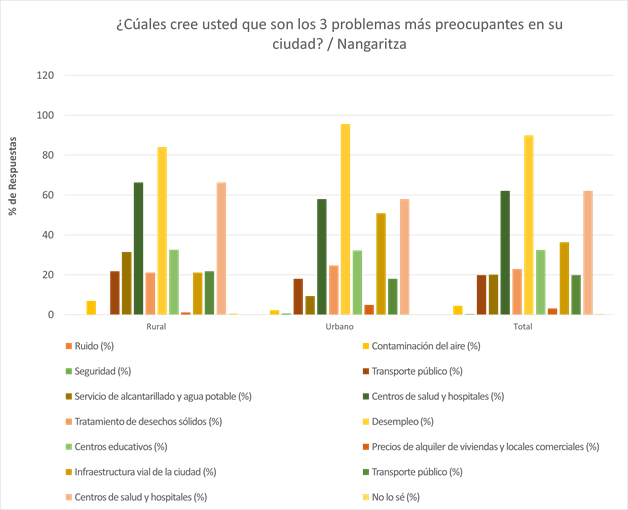 ¿Cúales cree usted que son los 3 problemas más preocupantes en su
ciudad? / Nangaritza
% de Respuestas
120
100
80
60
40
20
0
Rural
Urbano
Total
Ruido (%)
Contaminación del aire (%)
Seguridad (%)
Transporte público (%)
Servicio de alcantarillado y agua potable (%)
Centros de salud y hospitales (%)
Tratamiento de desechos sólidos (%)
Desempleo (%)
Centros educativos (%)
Precios de alquiler de viviendas y locales comerciales (%)
Infraestructura vial de la ciudad (%)
Transporte público (%)
Centros de salud y hospitales (%)
No lo sé (%)